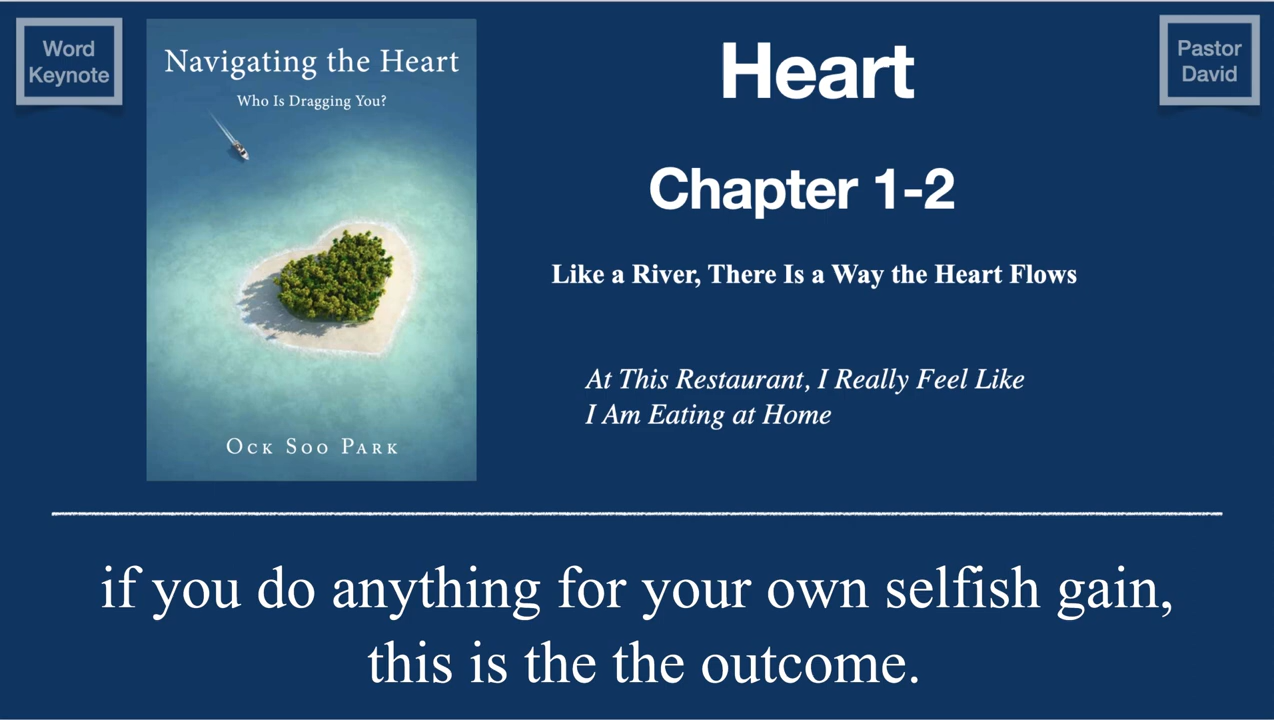 Word
Keynote
Navigating the Heart
Who Is Dragging You?
Ock Soo Park
Heart
Chapter 1-2
Like a River, There Is a Way the Heart Flows
At This Restaurant, I Really Feel Like
I Am Eating at Home
Pastor
David
if you do anything for your own selfish gain,
this is the the outcome.